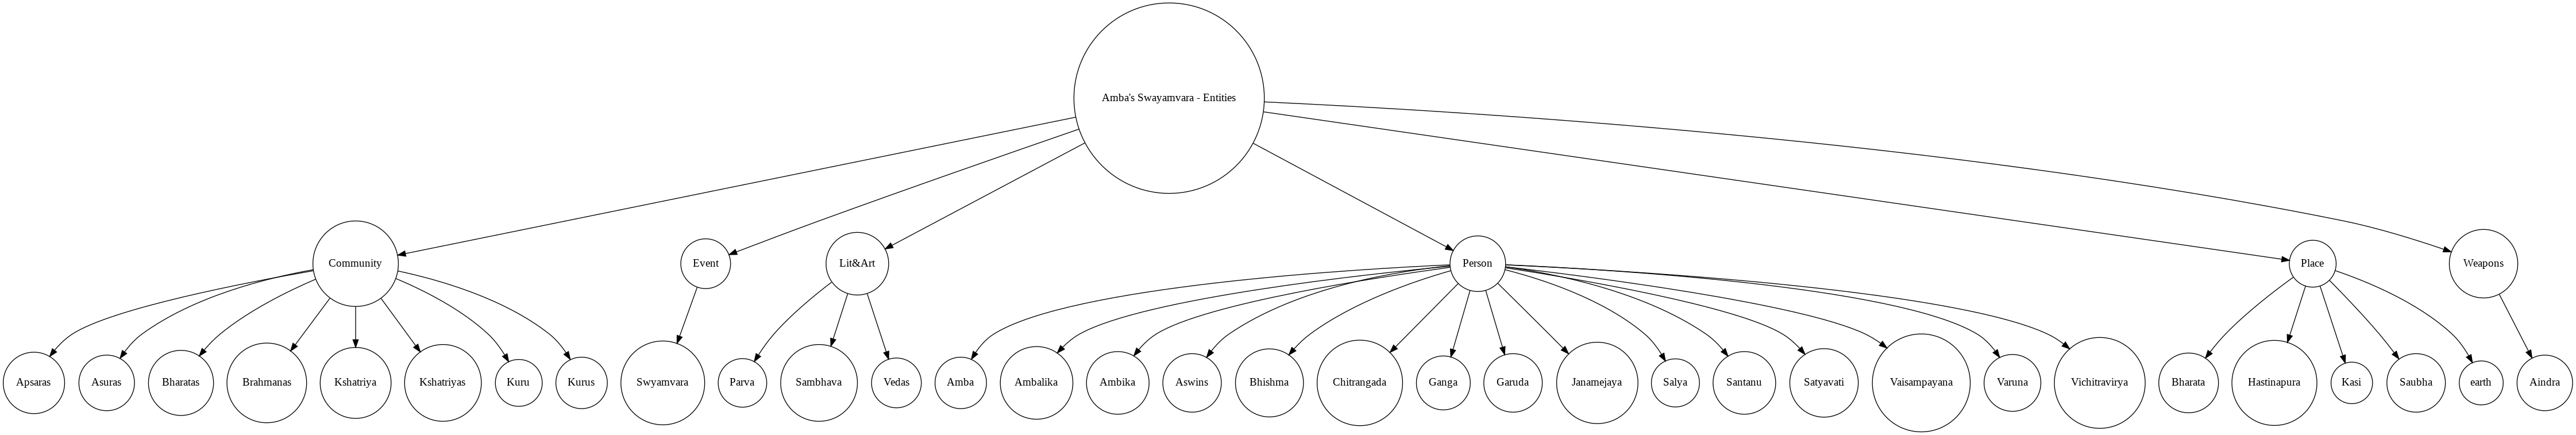 Amba's Swayamvara - Entities
Community
Event
Lit&Art
Person
Place
Weapons
Apsaras
Asuras
Bharatas
Brahmanas
Kshatriya
Kshatriyas
Kuru
Kurus
Swyamvara
Parva
Sambhava
Vedas
Amba
Ambalika
Ambika
Aswins
Bhishma
Chitrangada
Ganga
Garuda
Janamejaya
Salya
Santanu
Satyavati
Vaisampayana
Varuna
Vichitravirya
Bharata
Hastinapura
Kasi
Saubha
earth
Aindra